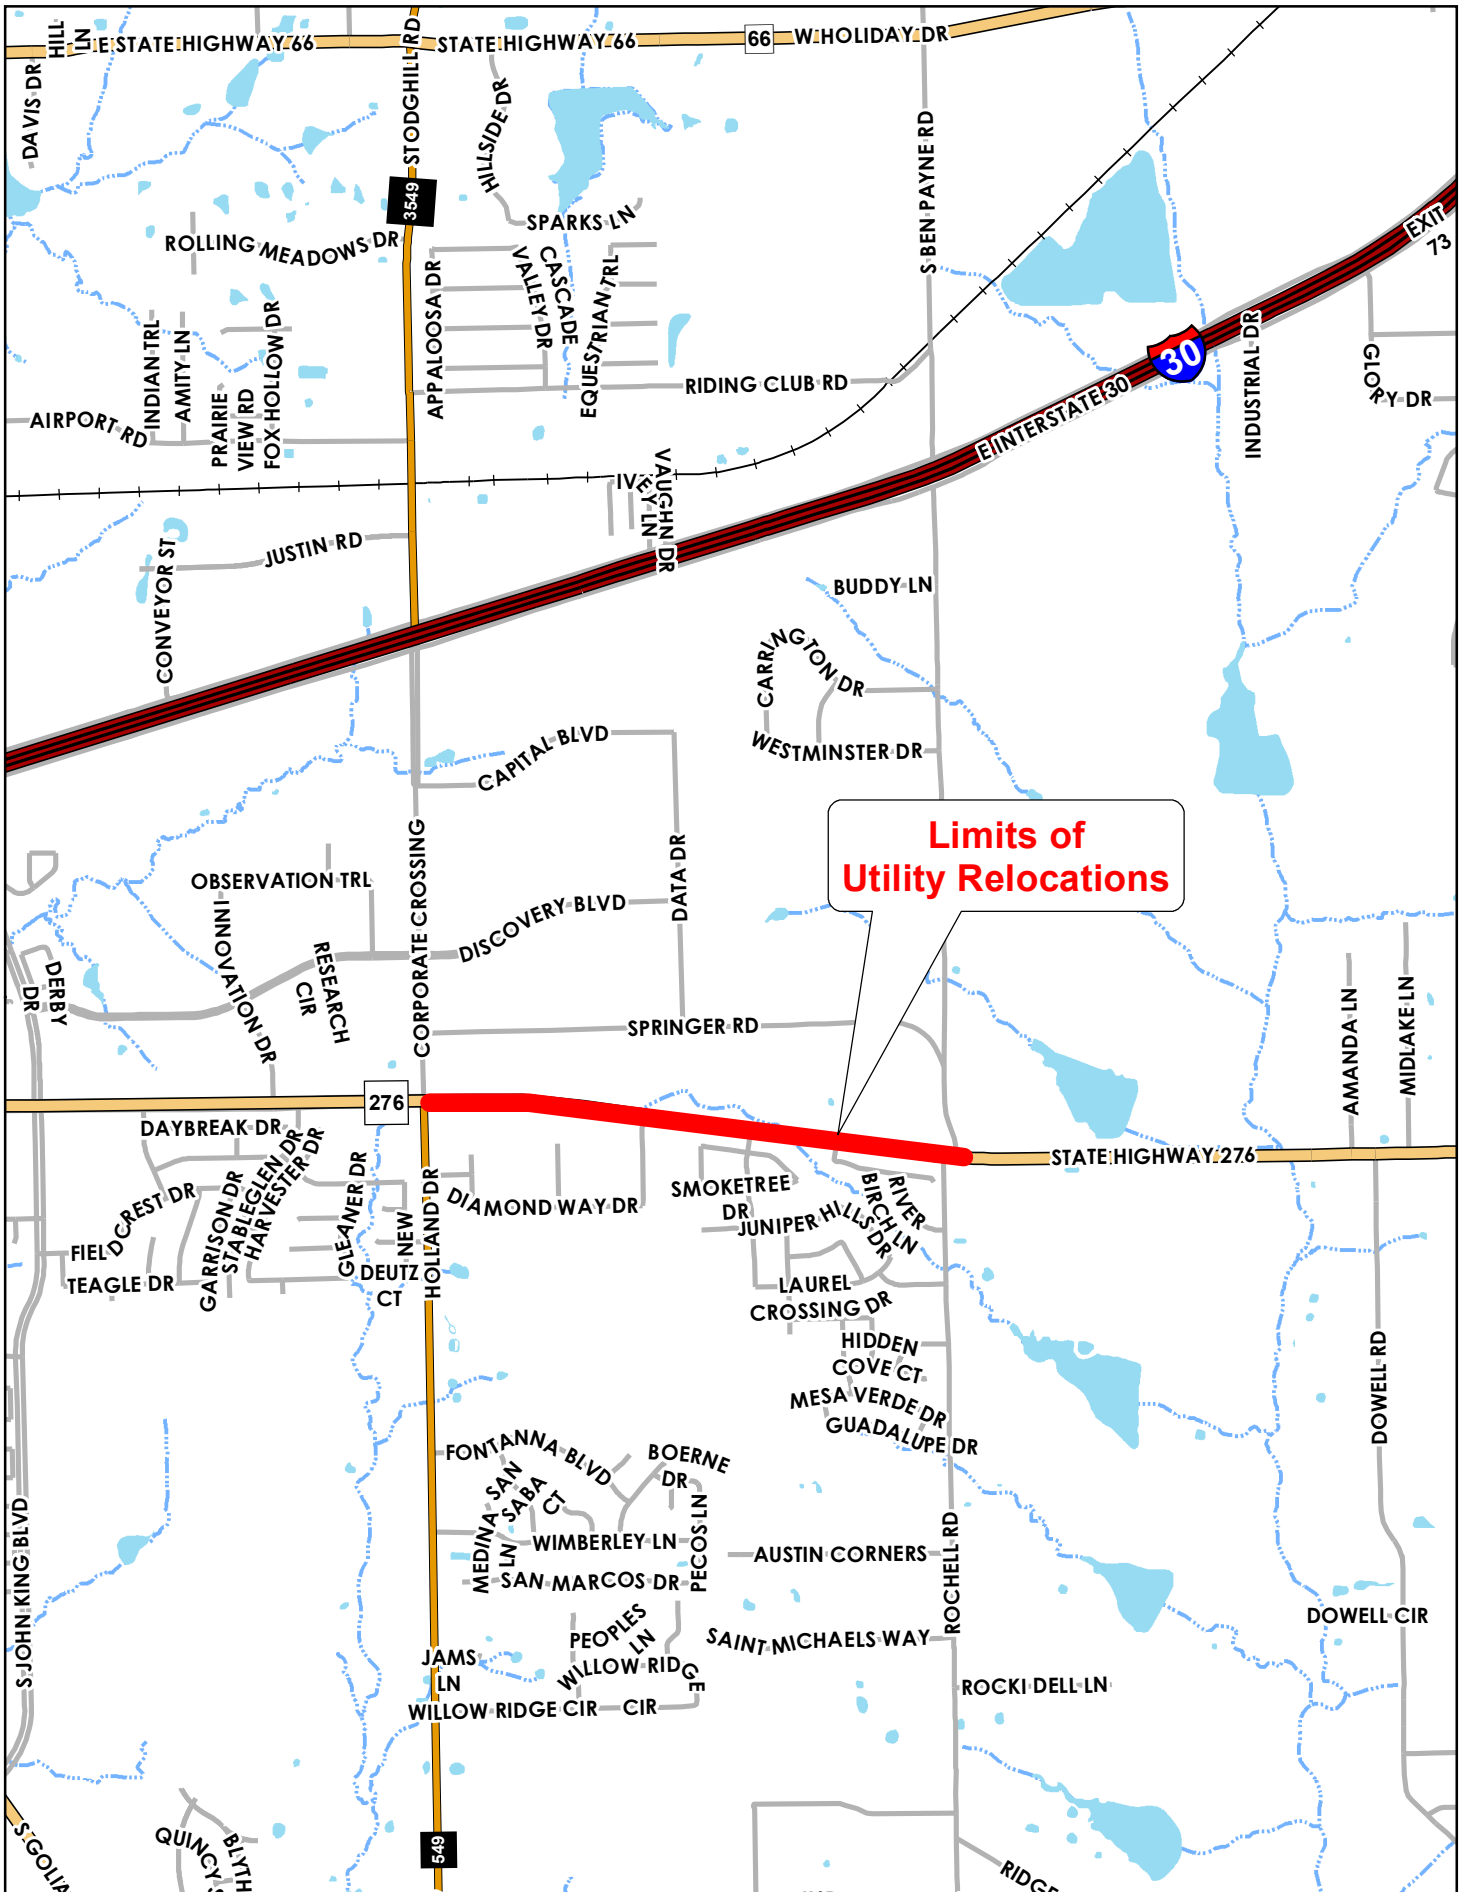 HILL
LN
E STATE HIGHWAY 66
STATE HIGHWAY 66
66
W HOLIDAY DR
DAVIS DR
STODGHILL RD
3549
HILLSIDE DR
SPARKS LN
S BEN PAYNE RD
EXIT
73
ROLLING MEADOWS DR
APPALOOSA DR
CASCADE
VALLEY DR
EQUESTRIAN TRL
INDIAN TRL
AMITY LN
PRAIRIE
VIEW RD
FOX HOLLOW DR
AIRPORT RD
RIDING CLUB RD
30
E INTERSTATE 30
INDUSTRIAL DR
GLORY DR
IVEY LN
VAUGHN DR
JUSTIN RD
CONVEYOR ST
BUDDY LN
CARRINGTON DR
WESTMINSTER DR
CAPITAL BLVD
DATA DR
CORPORATE CROSSING
Limits of
Utility Relocations
OBSERVATION TRL
INNOVATION DR
DISCOVERY BLVD
RESEARCH
CIR
DERBY
DR
SPRINGER RD
AMANDA LN
MIDLAKE LN
276
STATE HIGHWAY 276
DAYBREAK DR
FIELDCREST DR
TEAGLE DR
GARRISON DR
STABLEGLEN DR
HARVESTER DR
GLEANER DR
NEW
DEUTZ
CT
HOLLAND DR
DIAMOND WAY DR
SMOKETREE
DR
JUNIPER HILLS DR
RIVER
BIRCH LN
LAUREL
CROSSING DR
HIDDEN
COVE CT
MESA VERDE DR
GUADALUPE DR
DOWELL RD
FONTANNA BLVD
BOERNE
DR
SAN
SABA
CT
MEDINA
LN
WIMBERLEY LN
PECOS LN
SAN MARCOS DR
AUSTIN CORNERS
ROCHELL RD
S JOHN KING BLVD
PEOPLES
LN
SAINT MICHAELS WAY
DOWELL CIR
JAMS
LN
WILLOW RIDGE
WILLOW RIDGE CIR
CIR
ROCKI DELL LN
549
S GOLIA
QUINCY S
BLYTH
RIDGE